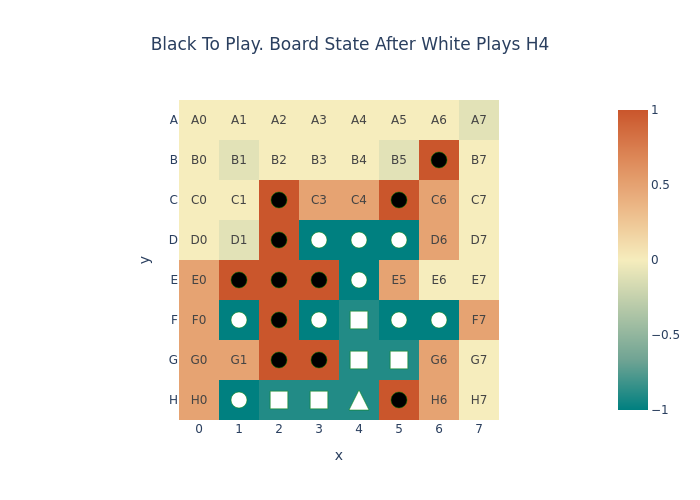 Black To Play. Board State After White Plays H4
A A0 A1 A2 A3 A4 A5 A6 A7
B B0 B1 B2 B3 B4 B5 B7
C C0 C1 C3 C4 C6 C7
D D0 D1 D6 D7
E E0 E5 E6 E7
F F0 F7
G G0 G1 G6 G7
H H0 H6 H7
0 1 2 3 4 5 6 7
x
y
1
0.5
0
−0.5
−1